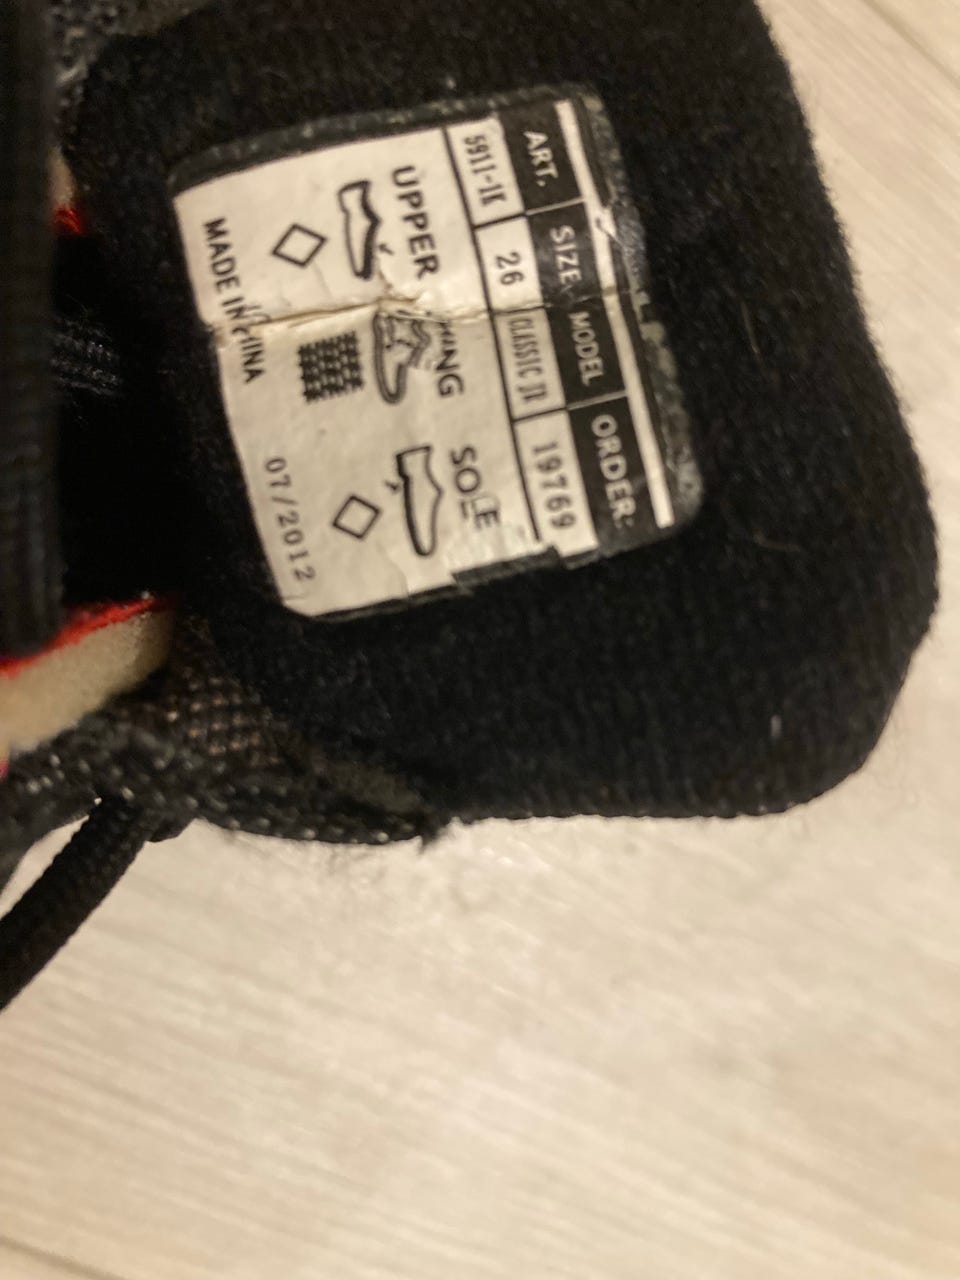 ART. SIZE MODEL ORDER:
5911-1K 26 CLASSIC JR 19769
UPPER SOLE
MADE IN CHINA 07/2012